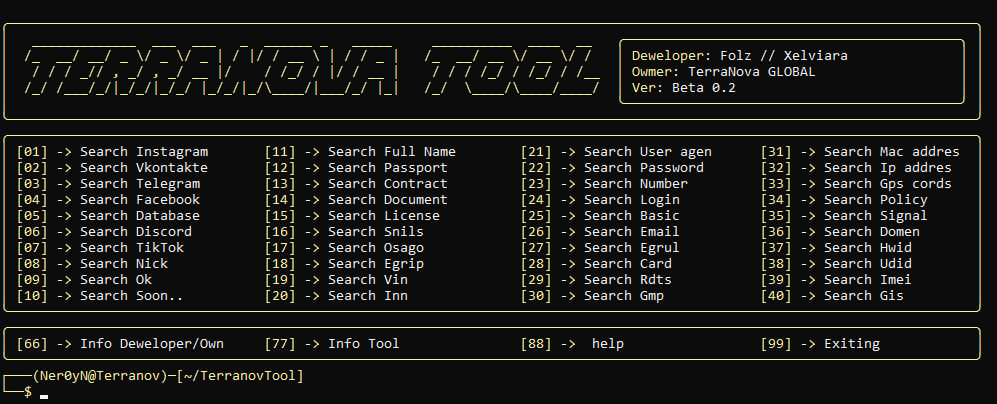 TERRANOVA TOOL
Deweloper: Folz // Xelviara
Owmer: TerraNova GLOBAL
Ver: Beta 0.2
[01] -> Search Instagram [11] -> Search Full Name [21] -> Search User agen [31] -> Search Mac addres
[02] -> Search Vkontakte [12] -> Search Passport [22] -> Search Password [32] -> Search Ip addres
[03] -> Search Telegram [13] -> Search Contract [23] -> Search Number [33] -> Search Gps cords
[04] -> Search Facebook [14] -> Search Document [24] -> Search Login [34] -> Search Policy
[05] -> Search Database [15] -> Search License [25] -> Search Basic [35] -> Search Signal
[06] -> Search Discord [16] -> Search Snils [26] -> Search Email [36] -> Search Domen
[07] -> Search TikTok [17] -> Search Osago [27] -> Search Egrul [37] -> Search Hwid
[08] -> Search Nick [18] -> Search Egrip [28] -> Search Card [38] -> Search Udid
[09] -> Search Ok [19] -> Search Vin [29] -> Search Rdts [39] -> Search Imei
[10] -> Search Soon.. [20] -> Search Inn [30] -> Search Gmp [40] -> Search Gis
[66] -> Info Deweloper/Own [77] -> Info Tool [88] -> help [99] -> Exiting
(Ner0yN@Terranov)-[~/TerranovTool]
$